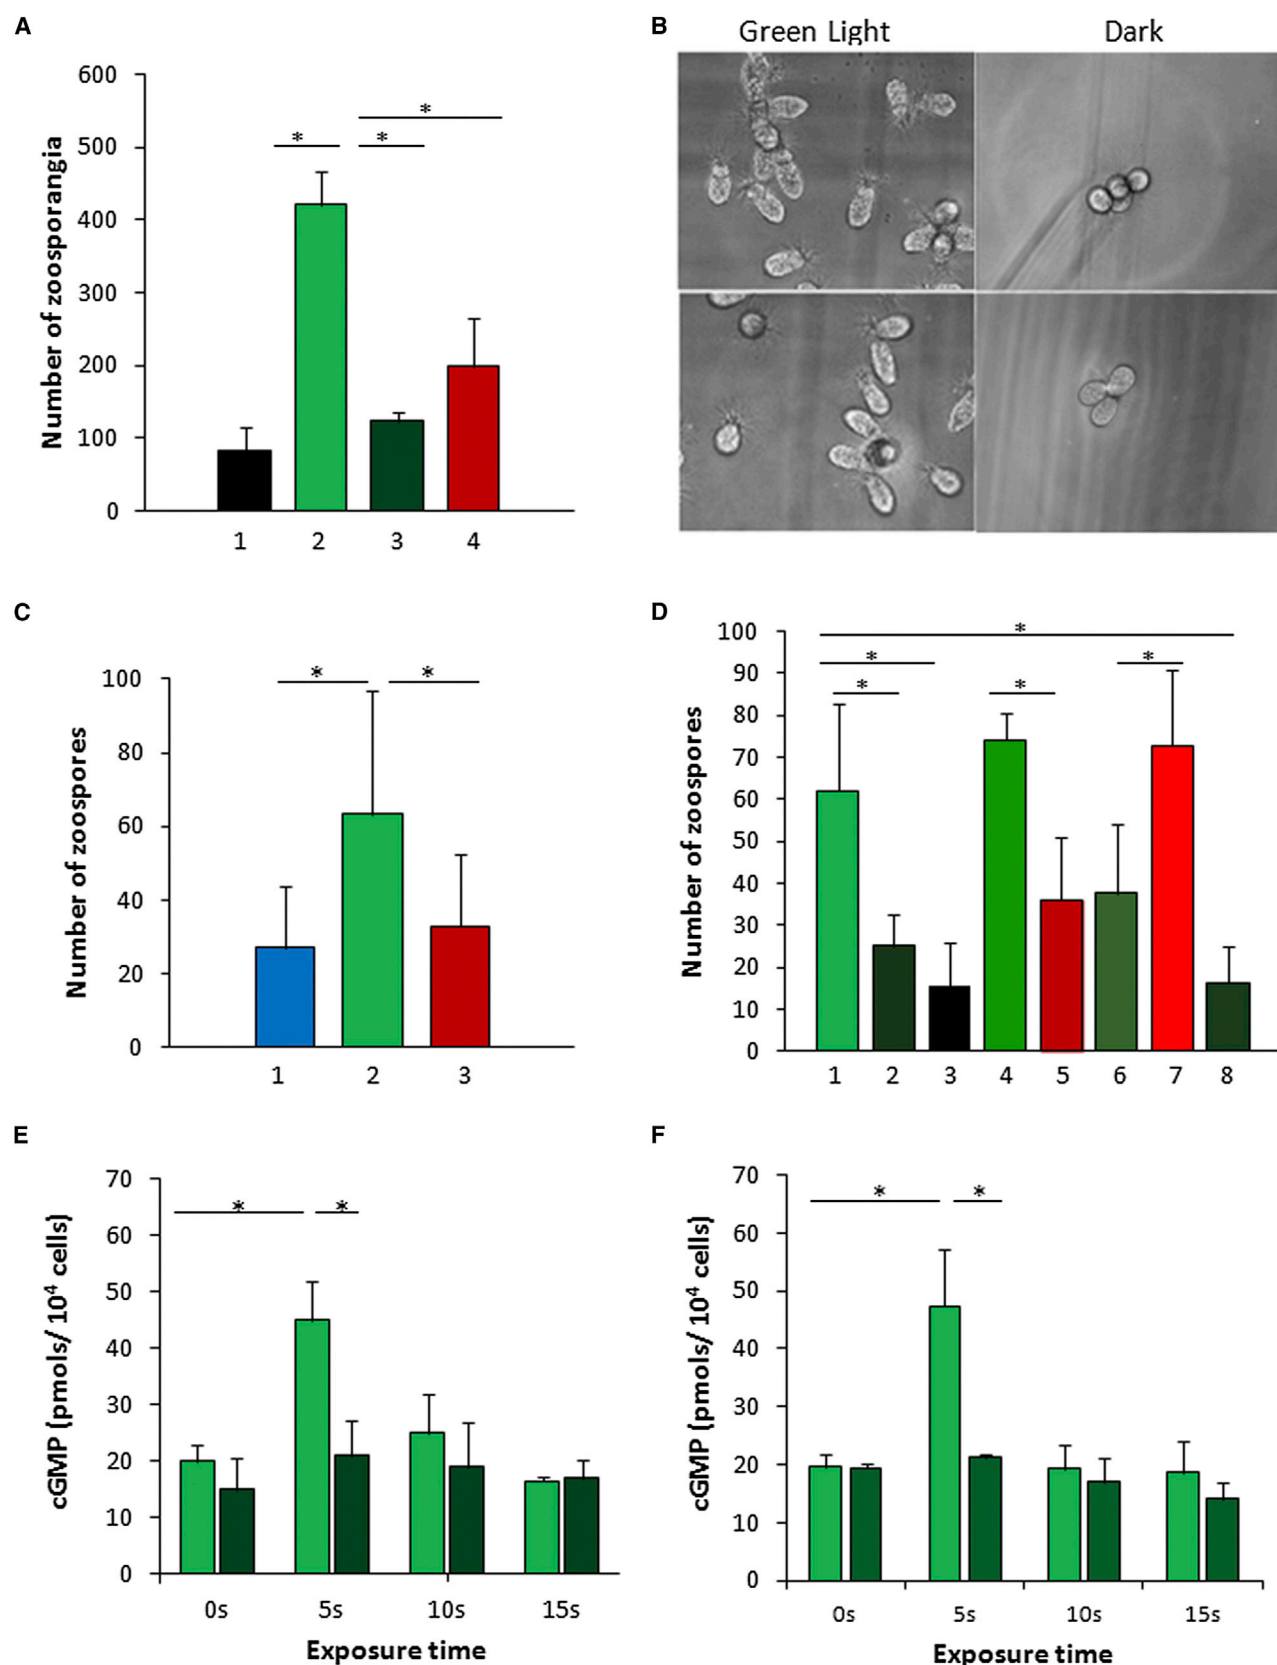 A
Number of zoosporangia
600
500
400
300
200
100
0
*
*
*
1 2 3 4
B
Green Light Dark
C
Number of zoospores
100
80
60
40
20
0
* *
1 2 3
D
Number of zoospores
100
90
80
70
60
50
40
30
20
10
0
*
* *
* *
1 2 3 4 5 6 7 8
E
cGMP (pmols/ 10⁴ cells)
70
60
50
40
30
20
10
0
* *
0s 5s 10s 15s
Exposure time
F
cGMP (pmols/ 10⁴ cells)
70
60
50
40
30
20
10
0
* *
0s 5s 10s 15s
Exposure time